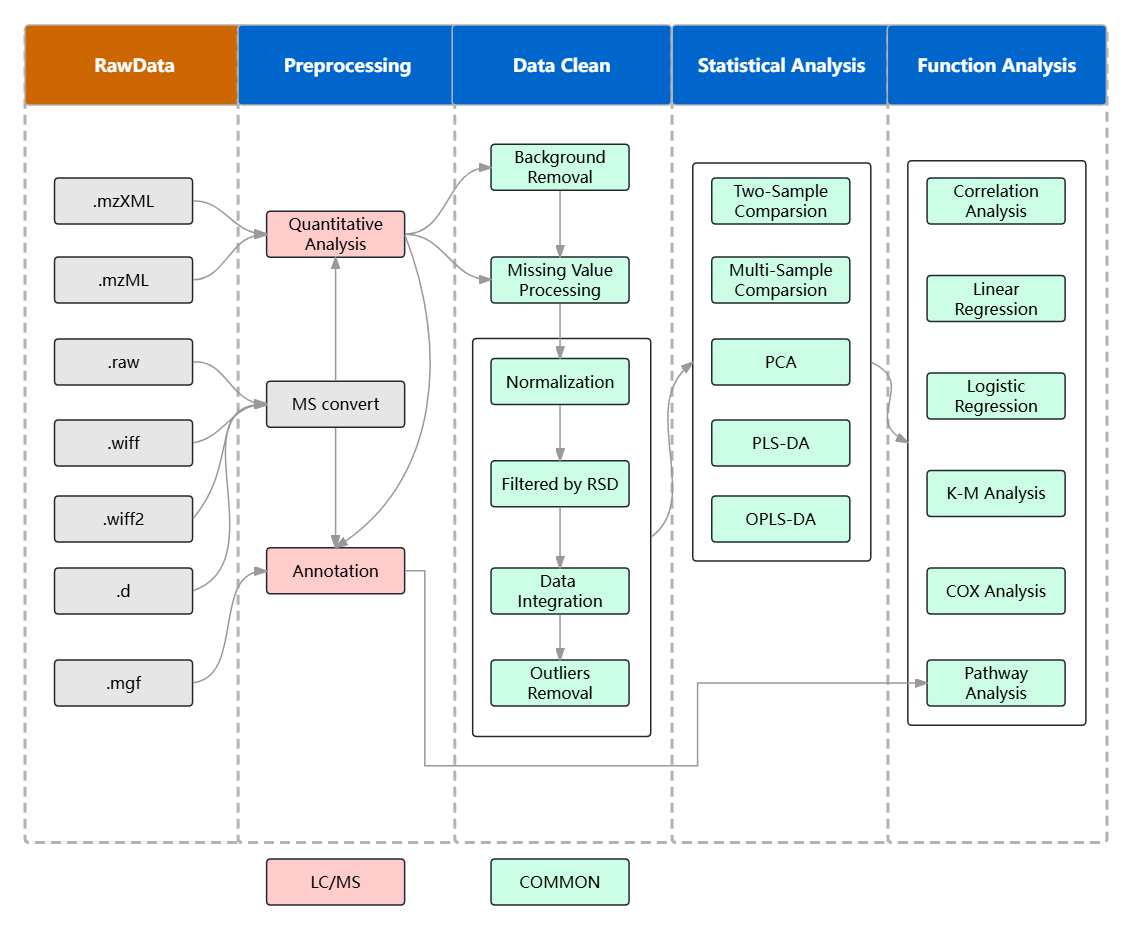 RawData
Preprocessing
Data Clean
Statistical Analysis
Function Analysis
.mzXML
.mzML
.raw
.wiff
.wiff2
.d
.mgf
Quantitative
Analysis
MS convert
Annotation
Background
Removal
Missing Value
Processing
Normalization
Filtered by RSD
Data
Integration
Outliers
Removal
Two-Sample
Comparsion
Multi-Sample
Comparsion
PCA
PLS-DA
OPLS-DA
Correlation
Analysis
Linear
Regression
Logistic
Regression
K-M Analysis
COX Analysis
Pathway
Analysis
LC/MS
COMMON